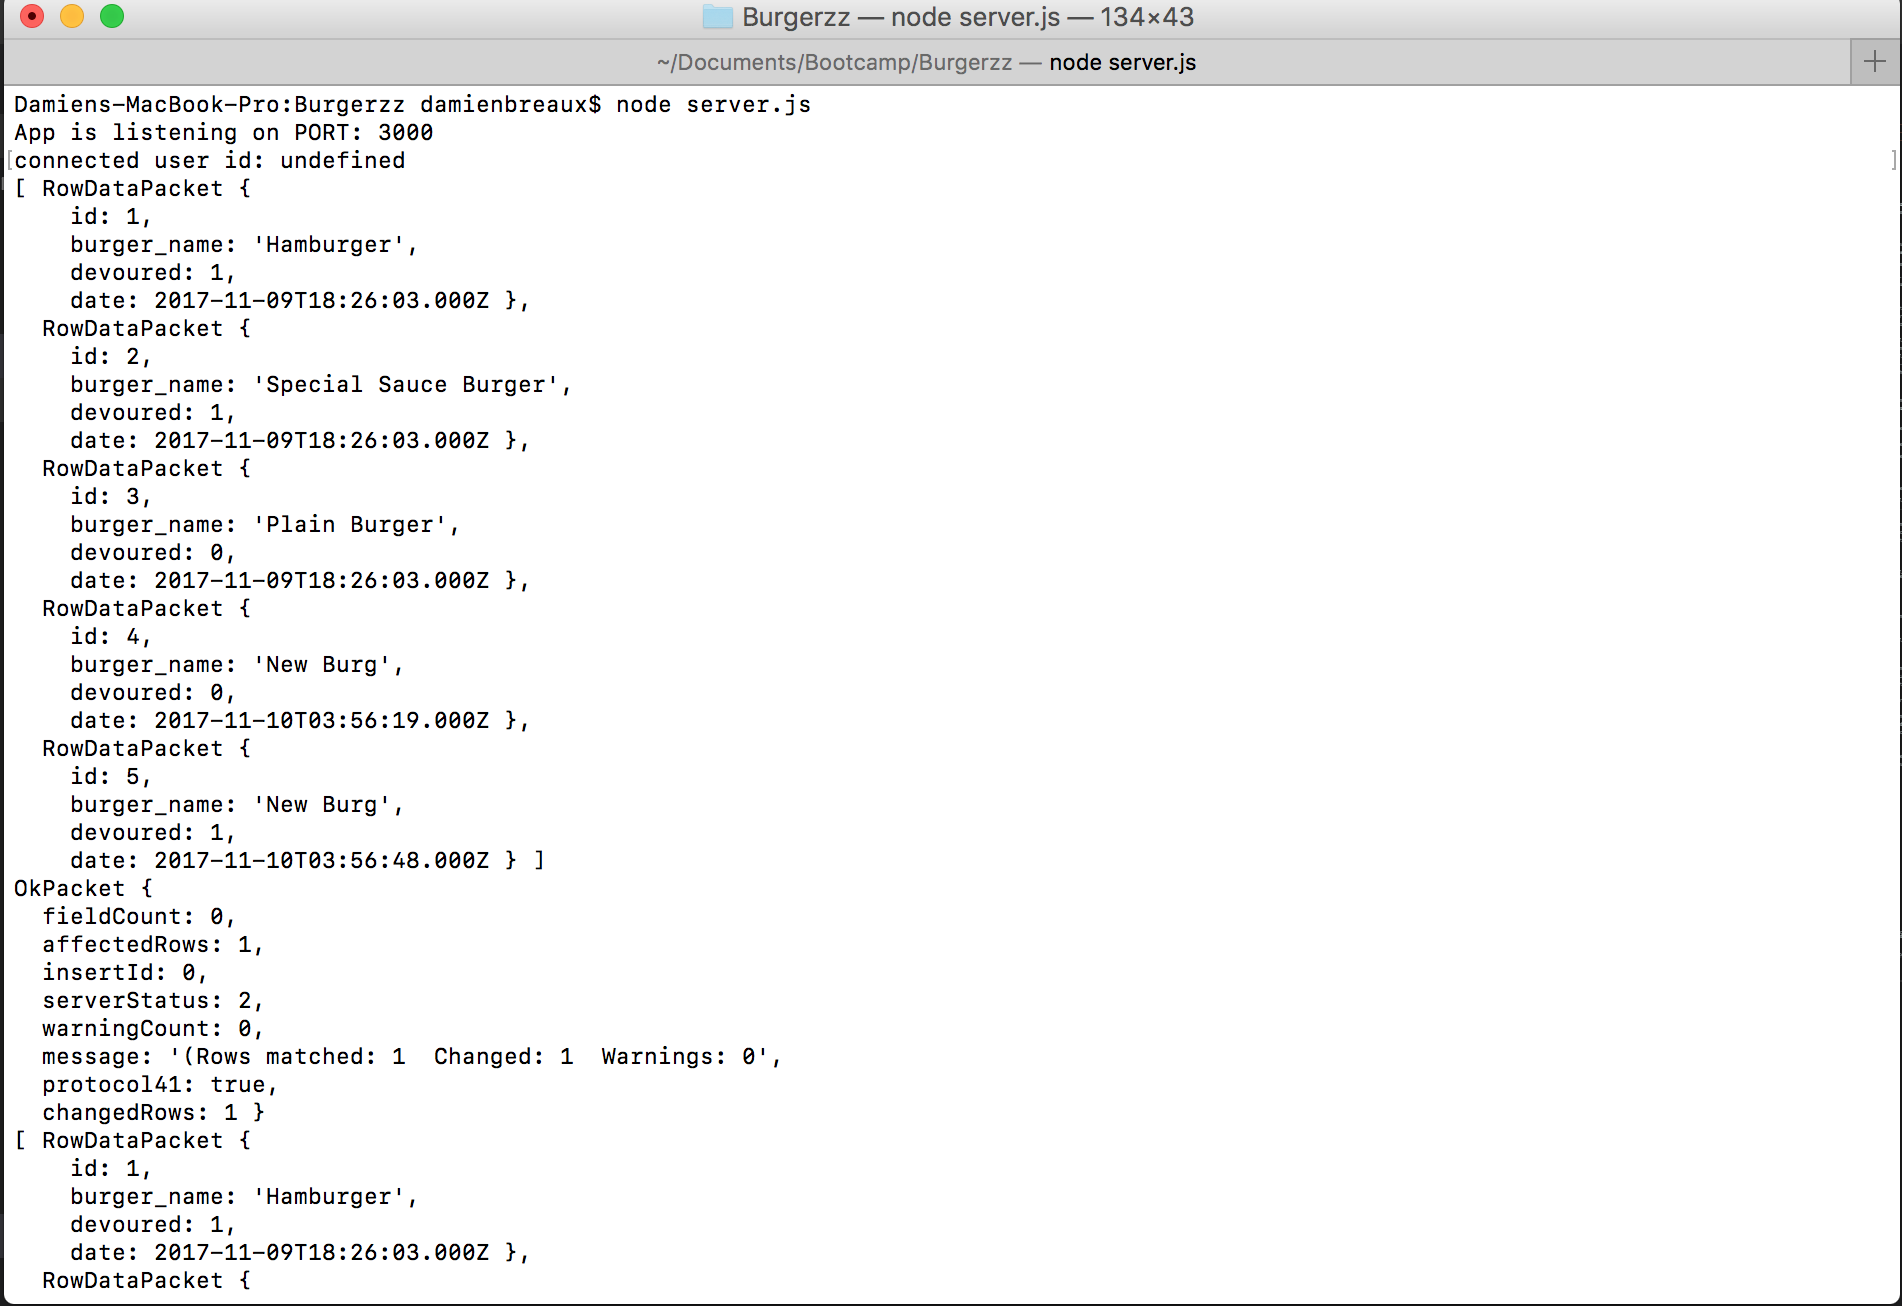 Burgerzz — node server.js — 134×43
~/Documents/Bootcamp/Burgerzz — node server.js
Damiens-MacBook-Pro:Burgerzz damienbreaux$ node server.js
App is listening on PORT: 3000
[connected user id: undefined ]
[ RowDataPacket {
    id: 1,
    burger_name: 'Hamburger',
    devoured: 1,
    date: 2017-11-09T18:26:03.000Z },
  RowDataPacket {
    id: 2,
    burger_name: 'Special Sauce Burger',
    devoured: 1,
    date: 2017-11-09T18:26:03.000Z },
  RowDataPacket {
    id: 3,
    burger_name: 'Plain Burger',
    devoured: 0,
    date: 2017-11-09T18:26:03.000Z },
  RowDataPacket {
    id: 4,
    burger_name: 'New Burg',
    devoured: 0,
    date: 2017-11-10T03:56:19.000Z },
  RowDataPacket {
    id: 5,
    burger_name: 'New Burg',
    devoured: 1,
    date: 2017-11-10T03:56:48.000Z } ]
OkPacket {
  fieldCount: 0,
  affectedRows: 1,
  insertId: 0,
  serverStatus: 2,
  warningCount: 0,
  message: '(Rows matched: 1  Changed: 1  Warnings: 0',
  protocol41: true,
  changedRows: 1 }
[ RowDataPacket {
    id: 1,
    burger_name: 'Hamburger',
    devoured: 1,
    date: 2017-11-09T18:26:03.000Z },
  RowDataPacket {